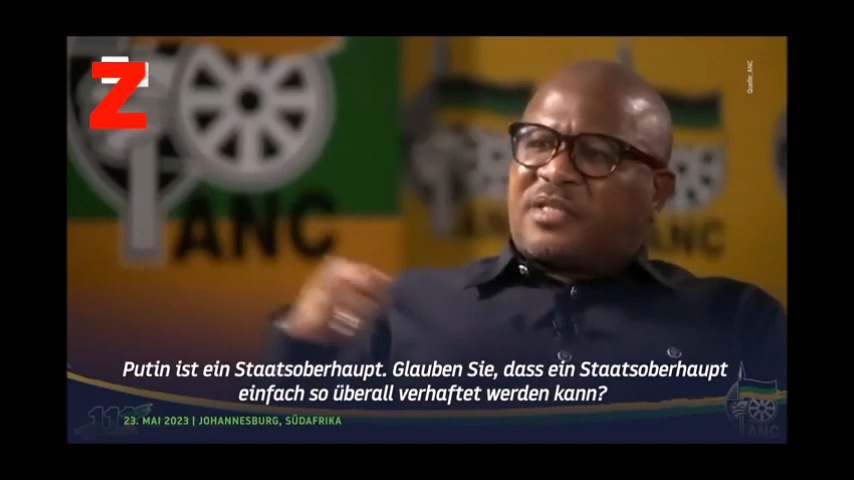 Quelle: ANC
Z
ANC
ANC
Putin ist ein Staatsoberhaupt. Glauben Sie, dass ein Staatsoberhaupt
einfach so überall verhaftet werden kann?
23. MAI 2023 | JOHANNESBURG, SÜDAFRIKA
ANC